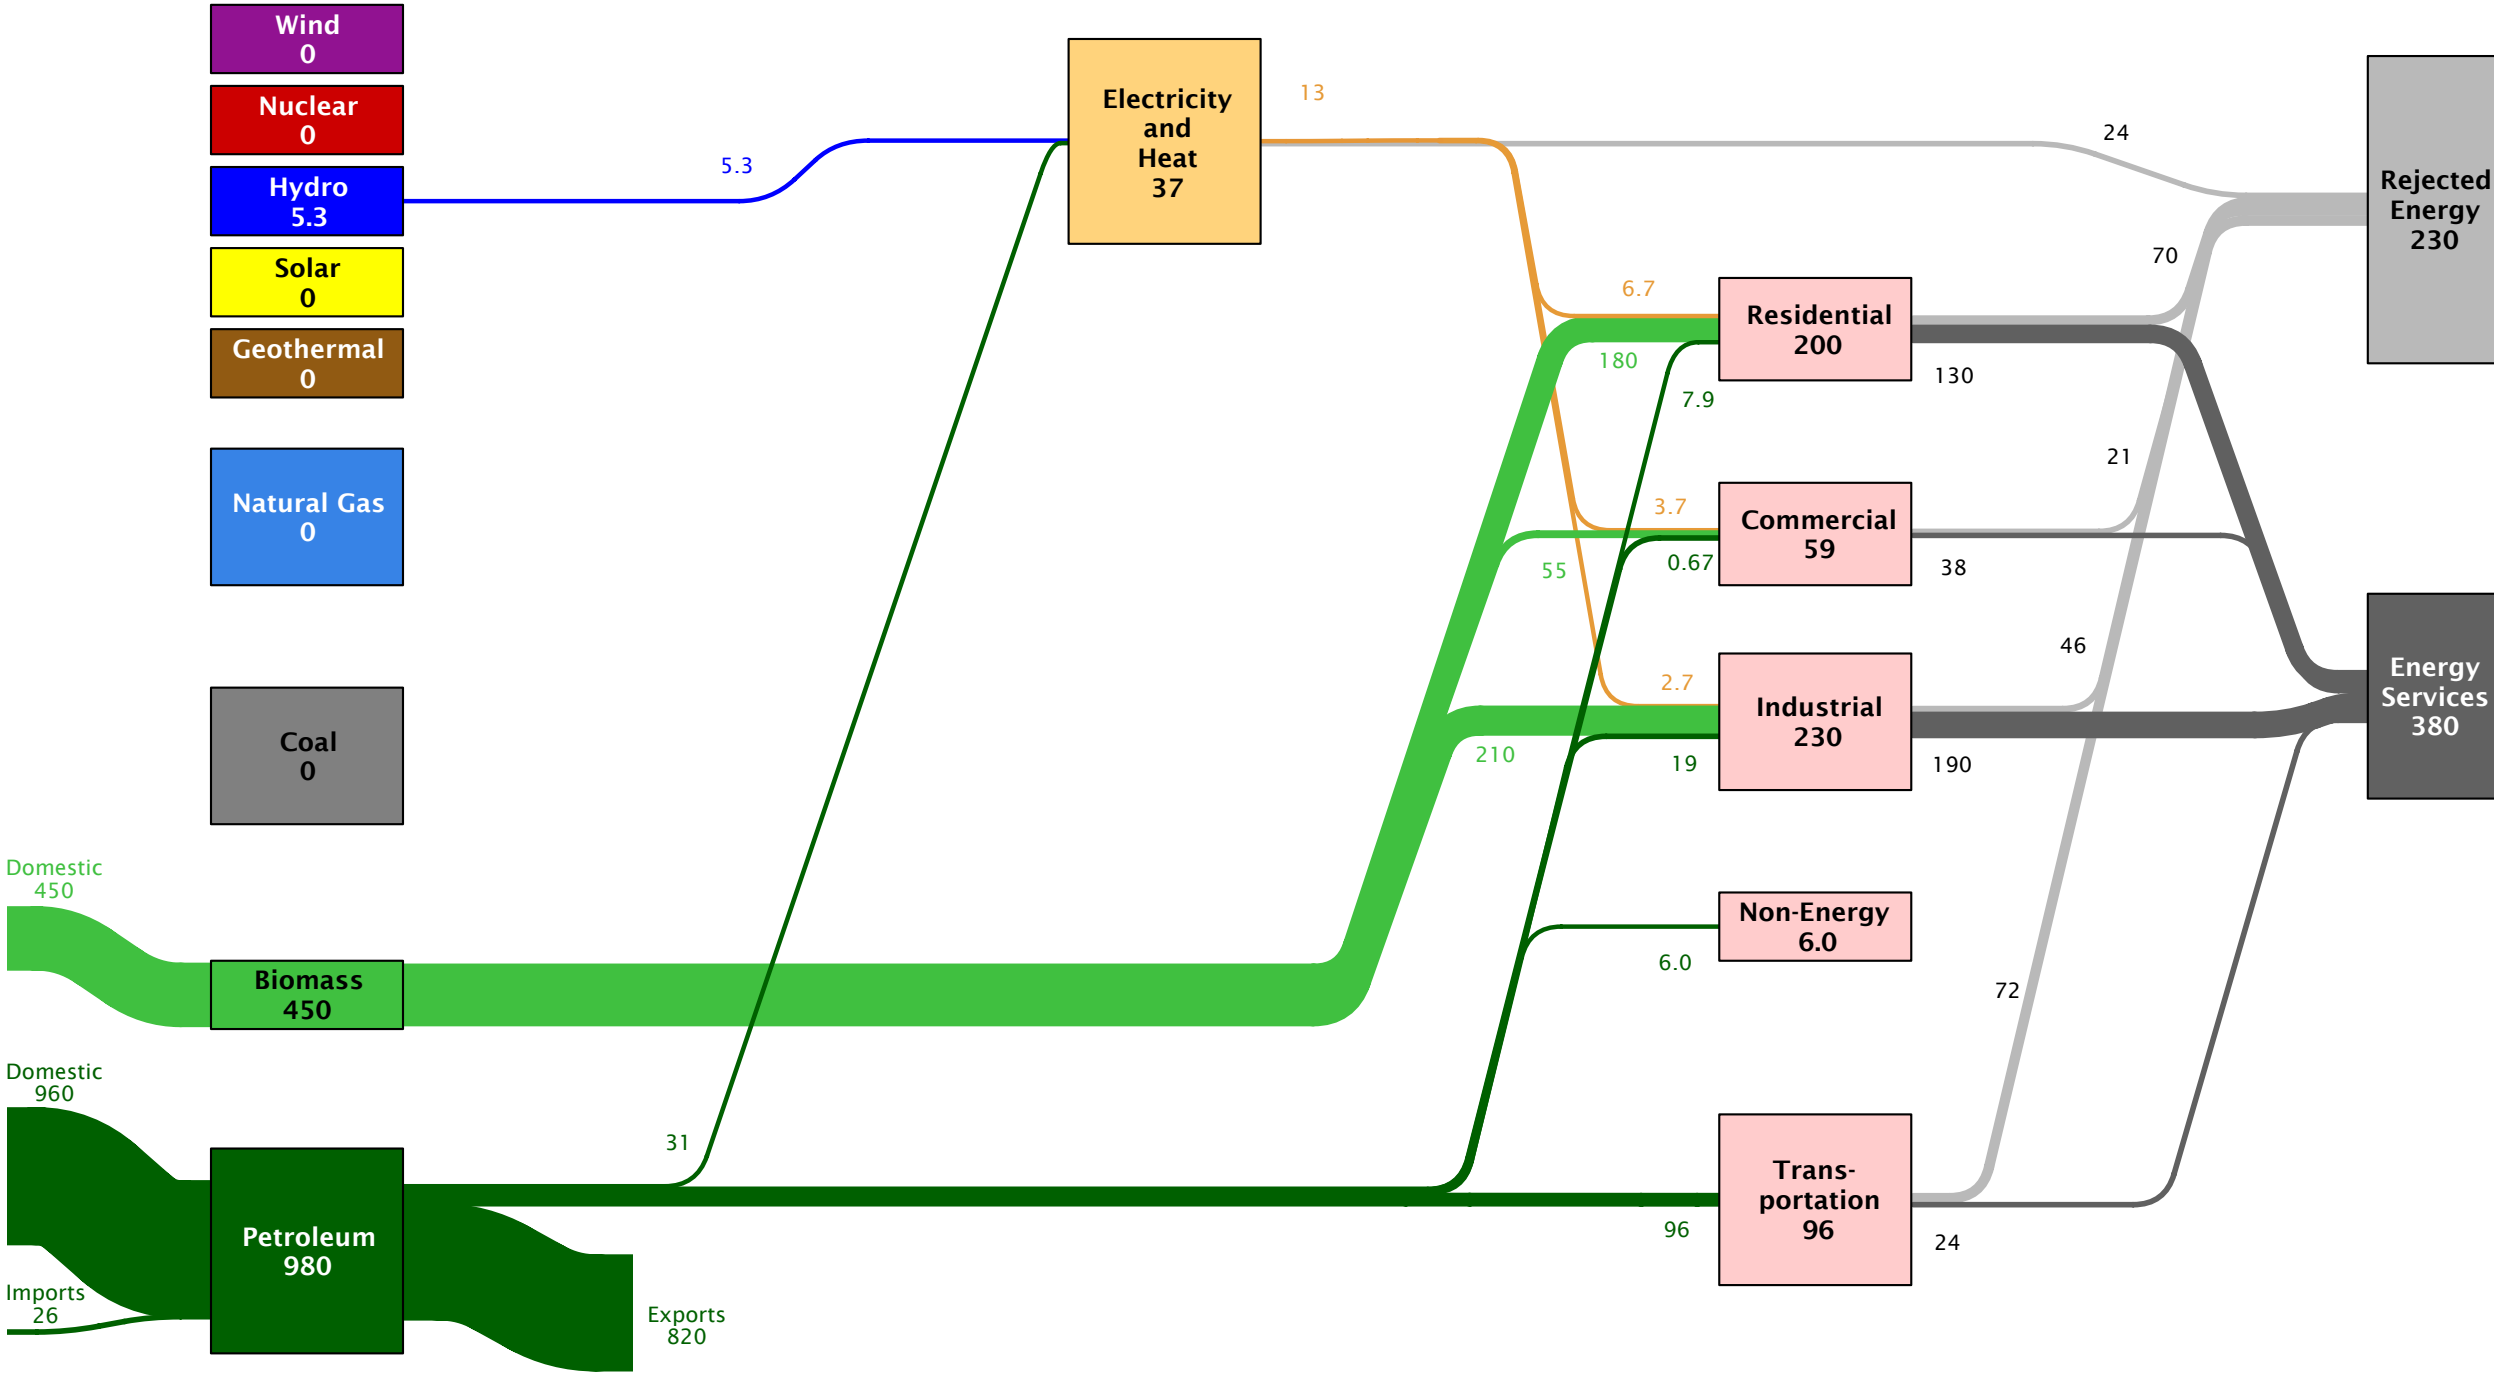 Wind
0
Nuclear
0
Hydro
5.3
Solar
0
Geothermal
0
Natural Gas
0
Coal
0
Domestic
450
Biomass
450
Domestic
960
Petroleum
980
Imports
26
Exports
820
5.3
31
Electricity
and
Heat
37
13
24
6.7
180
7.9
Residential
200
70
130
3.7
55
0.67
Commercial
59
21
38
2.7
210
19
Industrial
230
46
190
6.0
Non-Energy
6.0
96
Trans-
portation
96
72
24
Rejected
Energy
230
Energy
Services
380